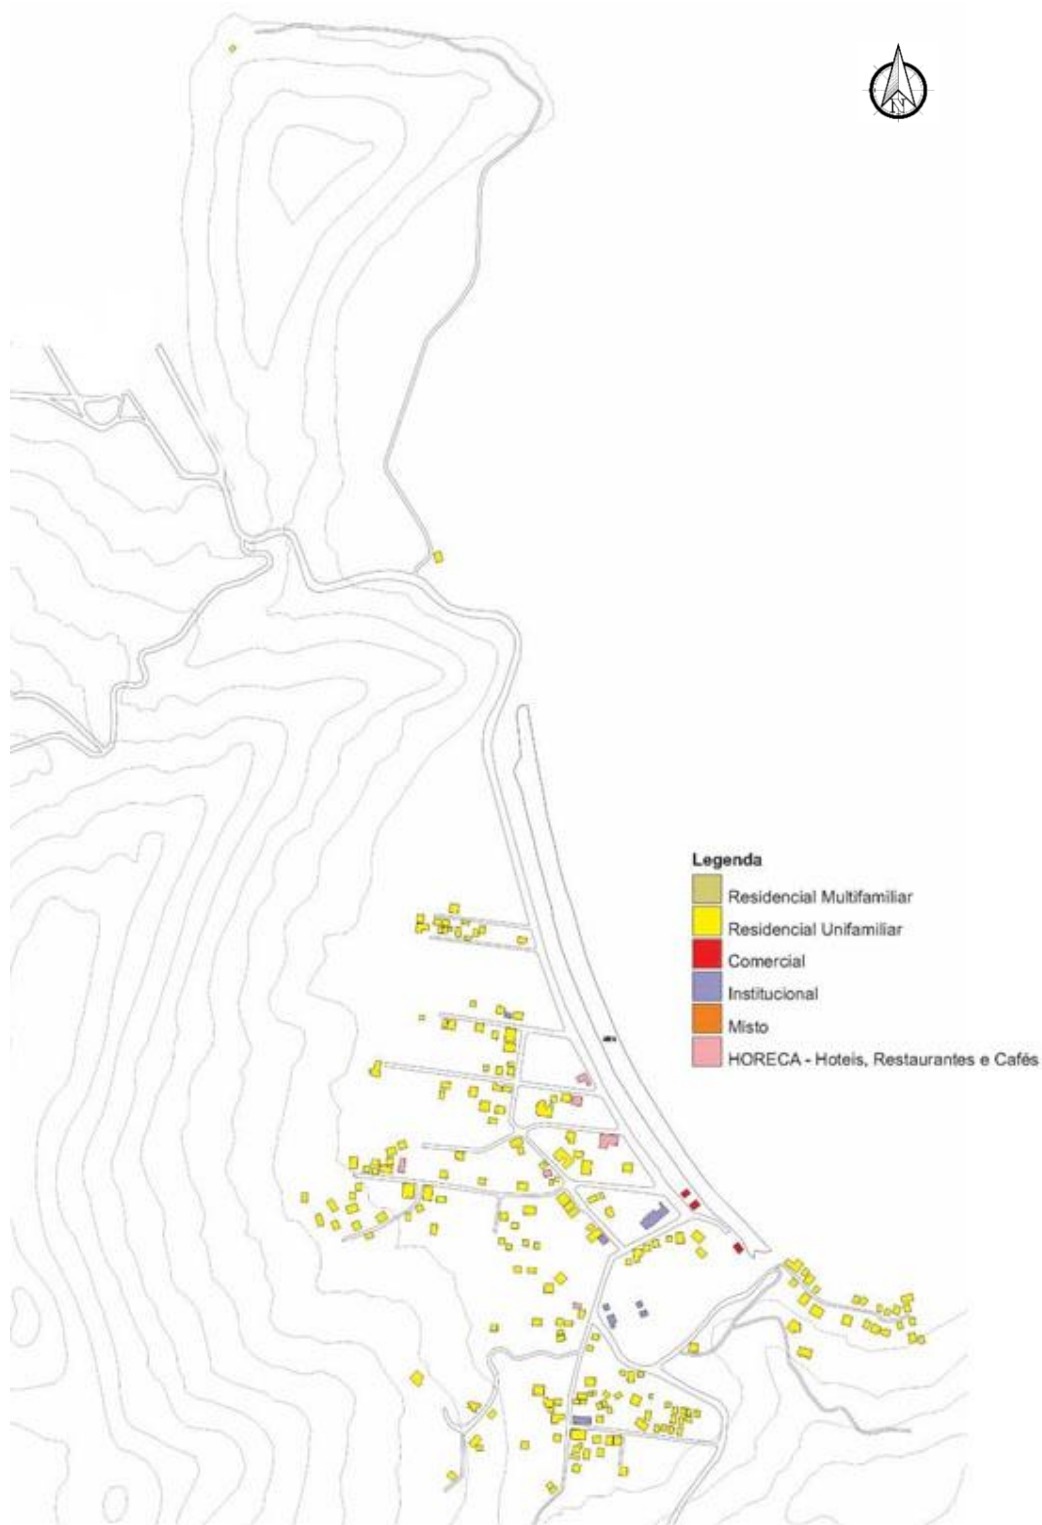 N
Legenda
Residencial Multifamiliar
Residencial Unifamiliar
Comercial
Institucional
Misto
HORECA - Hoteis, Restaurantes e Cafés